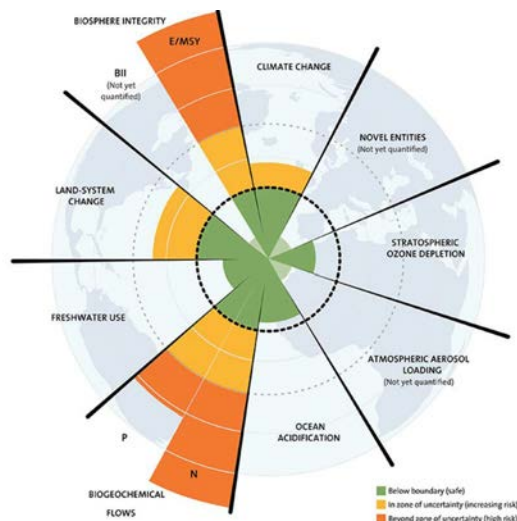 BIOSPHERE INTEGRITY
E/MSY
CLIMATE CHANGE
BII
(Not yet
quantified)
NOVEL ENTITIES
(Not yet quantified)
LAND-SYSTEM
CHANGE
STRATOSPHERIC
OZONE DEPLETION
FRESHWATER USE
ATMOSPHERIC AEROSOL
LOADING
(Not yet quantified)
P
OCEAN
ACIDIFICATION
N
BIOGEOCHEMICAL
FLOWS
Below boundary (safe)
In zone of uncertainty (increasing risk)
Beyond zone of uncertainty (high risk)